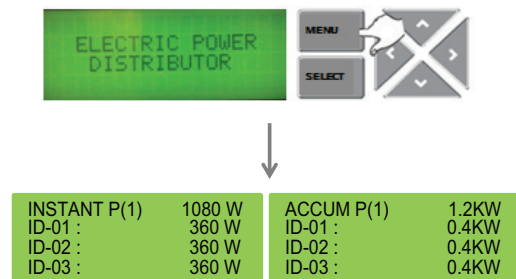 ELECTRIC POWER
DISTRIBUTOR
MENU
SELECT
INSTANT P(1) 1080 W
ID-01 : 360 W
ID-02 : 360 W
ID-03 : 360 W
ACCUM P(1) 1.2KW
ID-01 : 0.4KW
ID-02 : 0.4KW
ID-03 : 0.4KW